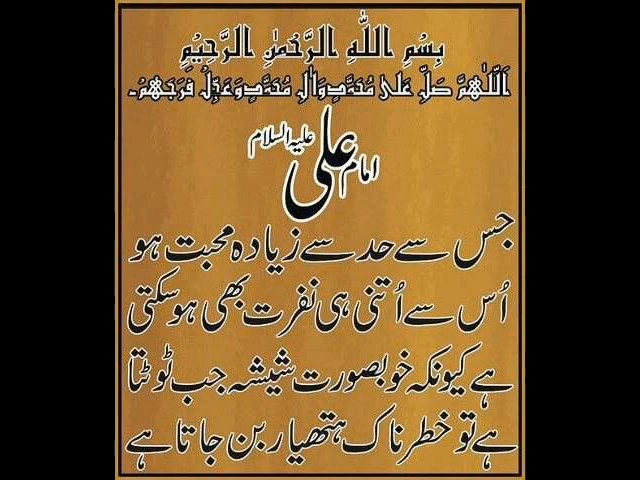 بِسْمِ اللّٰهِ الرَّحْمٰنِ الرَّحِيْمِ
اَللّٰهُمَّ صَلِّ عَلٰی مُحَمَّدٍ وَّاٰلِ مُحَمَّدٍ وَعَجِّلْ فَرَجَهُمْ۔
امام علی علیہ السلام
جس سے حد سے زیادہ محبت ہو
اُس سے اُتنی ہی نفرت بھی ہو سکتی
ہے کیونکہ خوبصورت شیشہ جب ٹوٹتا
ہے تو خطرناک ہتھیار بن جاتا ہے